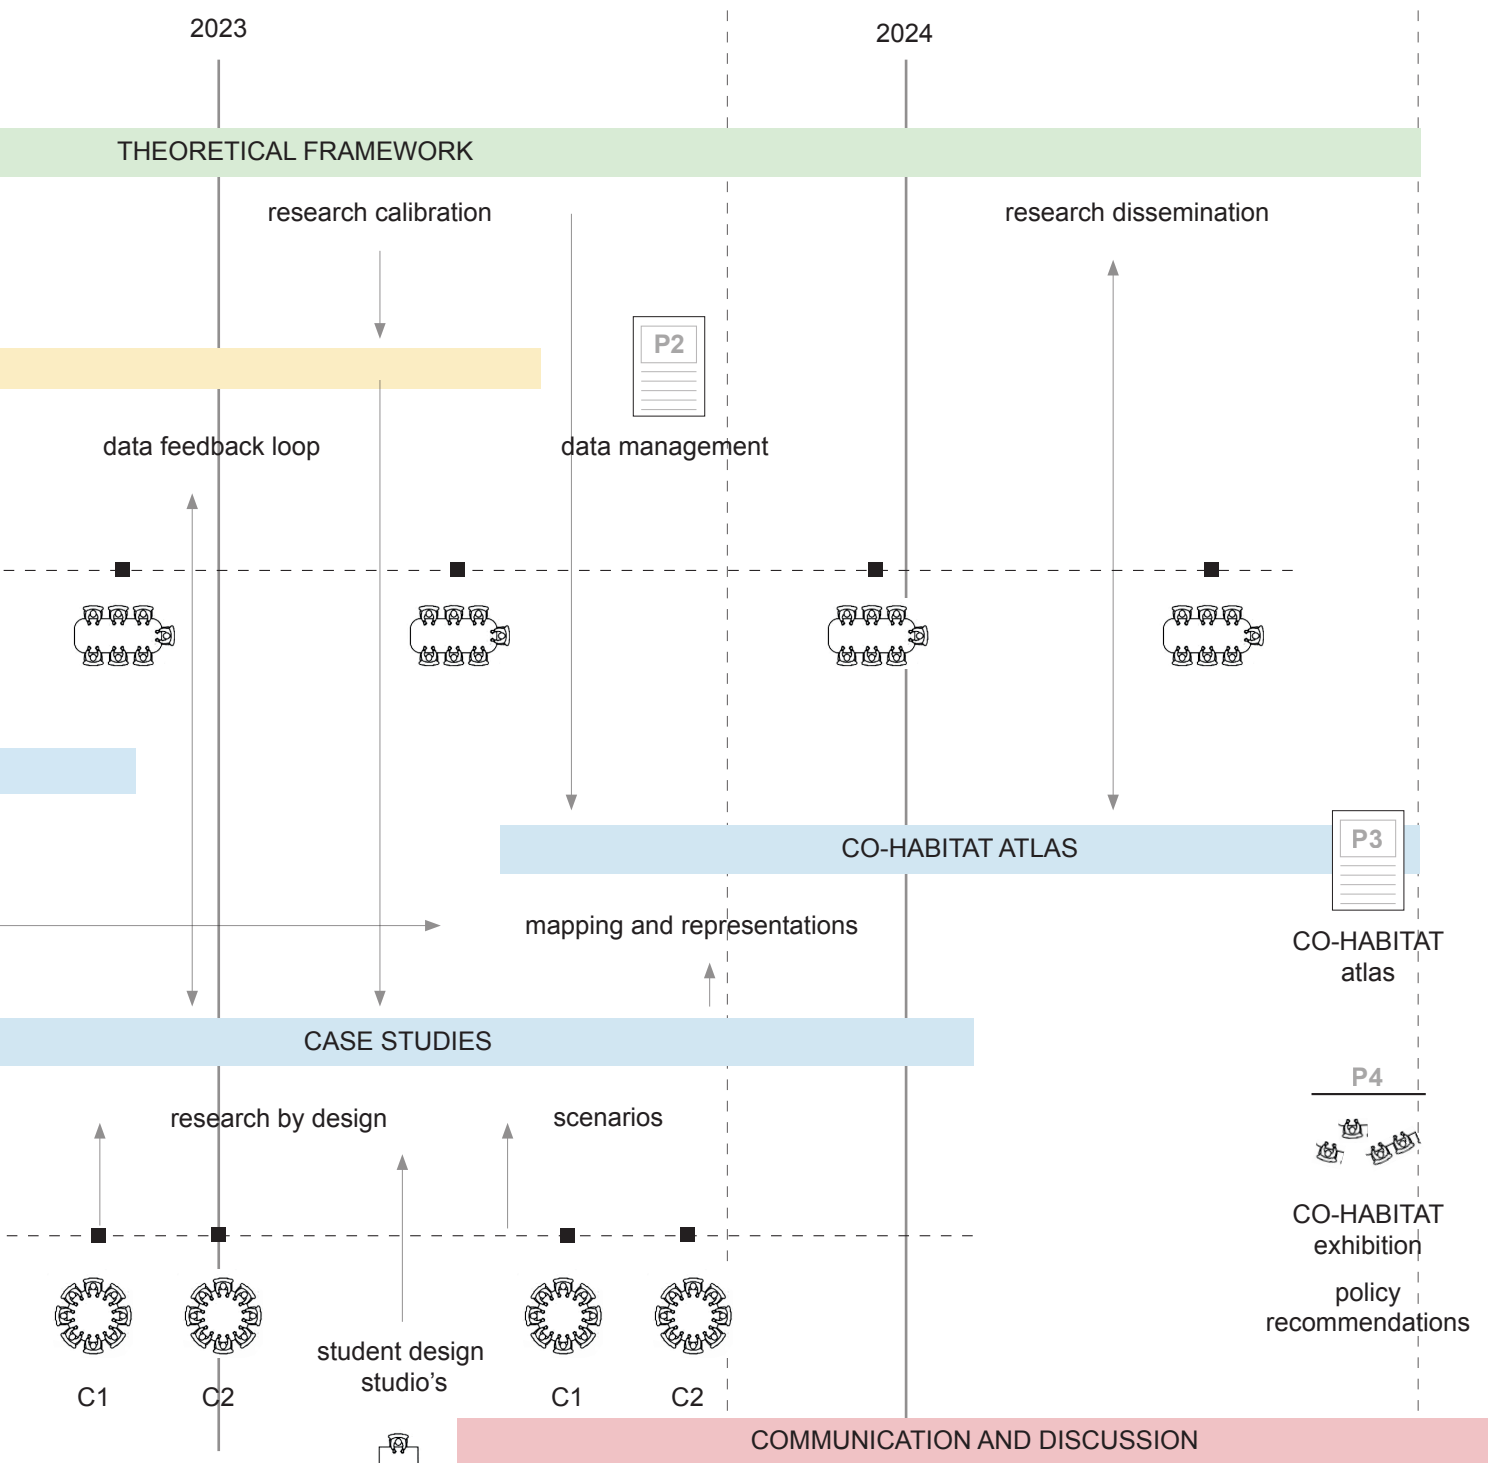 2023
2024
THEORETICAL FRAMEWORK
research calibration
research dissemination
P2
data feedback loop
data management
CO-HABITAT ATLAS
P3
mapping and representations
CO-HABITAT
atlas
CASE STUDIES
P4
research by design
scenarios
CO-HABITAT
exhibition
policy
recommendations
student design
studio’s
C1
C2
C1
C2
COMMUNICATION AND DISCUSSION